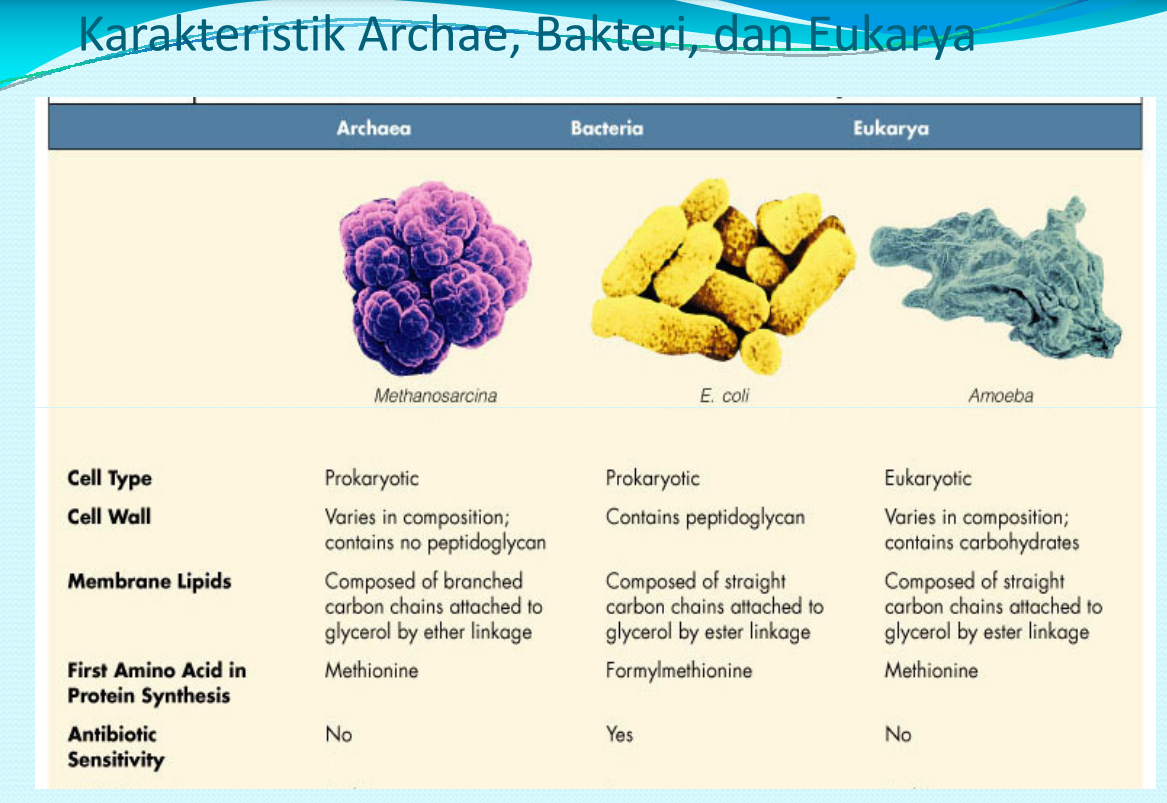 Karakteristik Archae, Bakteri, dan Eukarya
Archaea Bacteria Eukarya
Methanosarcina E. coli Amoeba
Cell Type Prokaryotic Prokaryotic Eukaryotic
Cell Wall Varies in composition; Contains peptidoglycan Varies in composition;
contains no peptidoglycan contains carbohydrates
Membrane Lipids Composed of branched Composed of straight Composed of straight
carbon chains attached to carbon chains attached to carbon chains attached to
glycerol by ether linkage glycerol by ester linkage glycerol by ester linkage
First Amino Acid in Methionine Formylmethionine Methionine
Protein Synthesis
Antibiotic No Yes No
Sensitivity